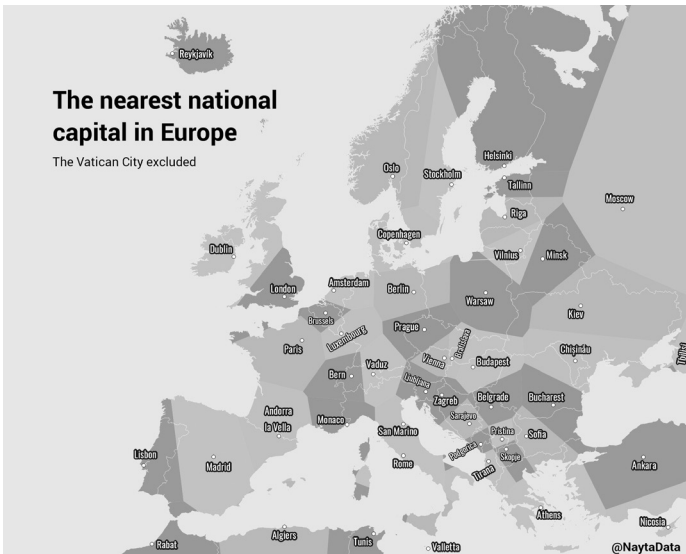 Reykjavík
The nearest national
capital in Europe
The Vatican City excluded
Oslo
Stockholm
Helsinki
Tallinn
Moscow
Riga
Copenhagen
Dublin
Vilnius
Minsk
London
Amsterdam
Berlin
Warsaw
Kiev
Brussels
Luxembourg
Prague
Paris
Vienna
Bratislava
Chișinău
Budapest
Bern
Vaduz
Ljubljana
Zagreb
Belgrade
Bucharest
Andorra
la Vella
Monaco
San Marino
Sarajevo
Pristina
Sofia
Lisbon
Madrid
Rome
Podgorica
Skopje
Tirana
Ankara
Athens
Nicosia
Rabat
Algiers
Tunis
Valletta
@NaytaData